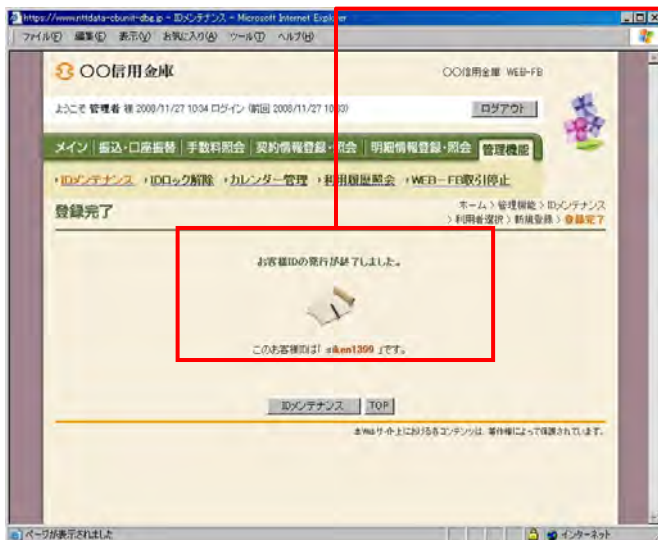 https://www.nttdata-cbunit-dbe.jp - IDメンテナンス - Microsoft Internet Explorer
ファイル(F) 編集(E) 表示(V) お気に入り(A) ツール(T) ヘルプ(H)
〇〇信用金庫
〇〇信用金庫 WEB-FB
ようこそ 管理者 様 2008/11/27 1034 ログイン (前回 2008/11/27
ログアウト
メイン 振込・口座振替 手数料照会 契約情報登録・照会 明細情報登録・照会 管理機能
IDメンテナンス IDロック解除 カレンダー管理 利用履歴照会 WEB-FB取引停止
登録完了
ホーム > 管理機能 > IDメンテナンス
> 利用者選択 > 新規登録 > 登録完了
お客様IDの発行が終了しました。
このお客様IDは「 siken1399 」です。
IDメンテナンス TOP
本Webサイト上における各コンテンツは、著作権によって保護されています。
ページが表示されました
インターネット